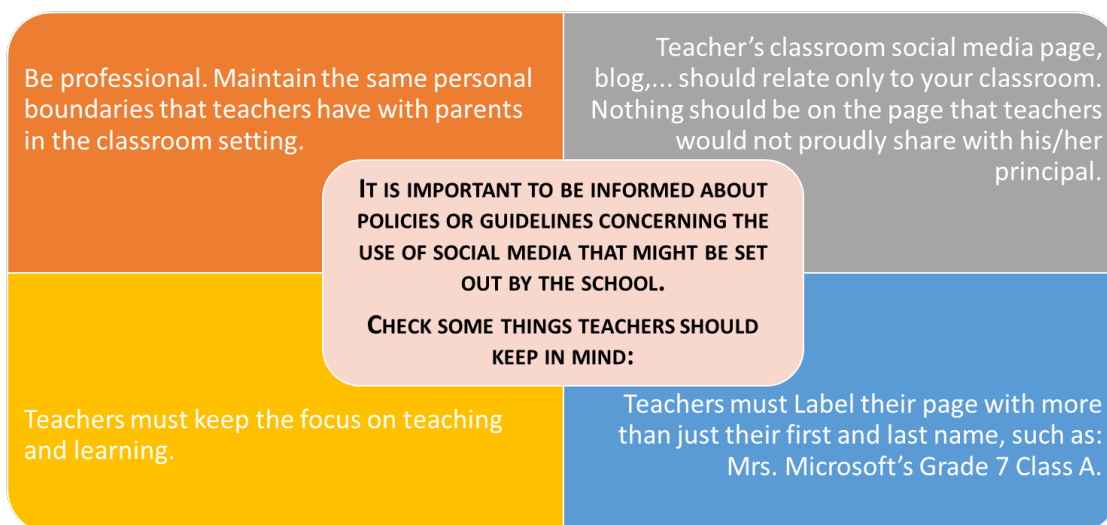 Be professional. Maintain the same personal
boundaries that teachers have with parents
in the classroom setting.
Teacher’s classroom social media page,
blog,... should relate only to your classroom.
Nothing should be on the page that teachers
would not proudly share with his/her
principal.
IT IS IMPORTANT TO BE INFORMED ABOUT
POLICIES OR GUIDELINES CONCERNING THE
USE OF SOCIAL MEDIA THAT MIGHT BE SET
OUT BY THE SCHOOL.
CHECK SOME THINGS TEACHERS SHOULD
KEEP IN MIND:
Teachers must keep the focus on teaching
and learning.
Teachers must Label their page with more
than just their first and last name, such as:
Mrs. Microsoft’s Grade 7 Class A.